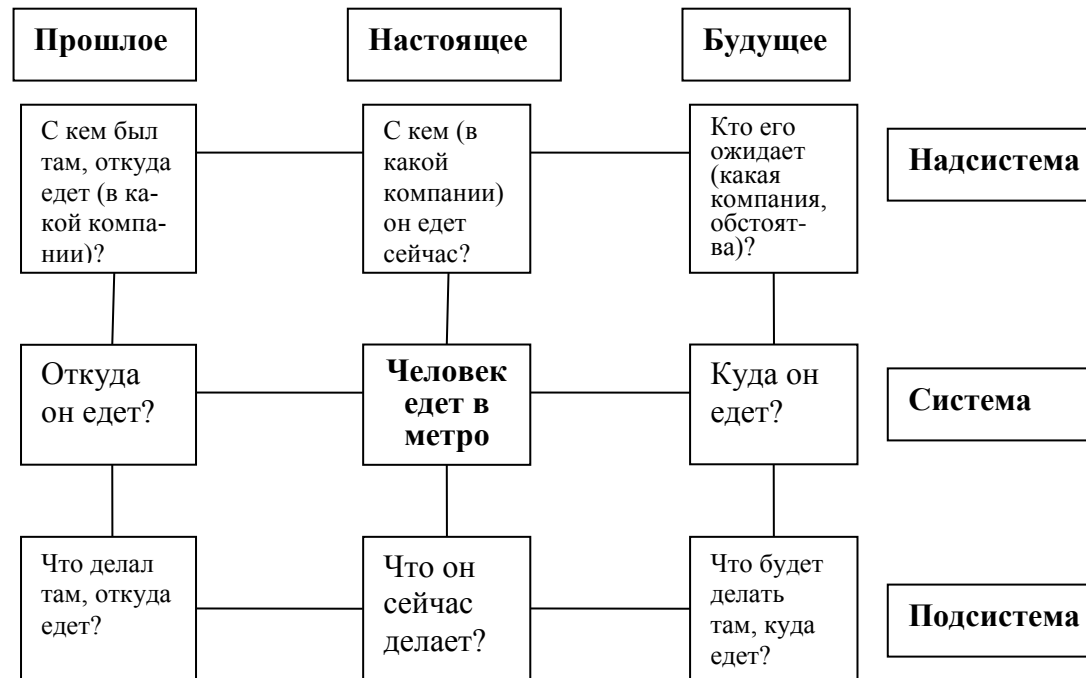 Прошлое
Настоящее
Будущее
С кем был
там, откуда
едет (в ка-
кой компа-
нии)?
С кем (в
какой
компании)
он едет
сейчас?
Кто его
ожидает
(какая
компания,
обстоят-
ва)?
Надсистема
Откуда
он едет?
Человек
едет в
метро
Куда он
едет?
Система
Что делал
там, откуда
едет?
Что он
сейчас
делает?
Что будет
делать
там, куда
едет?
Подсистема